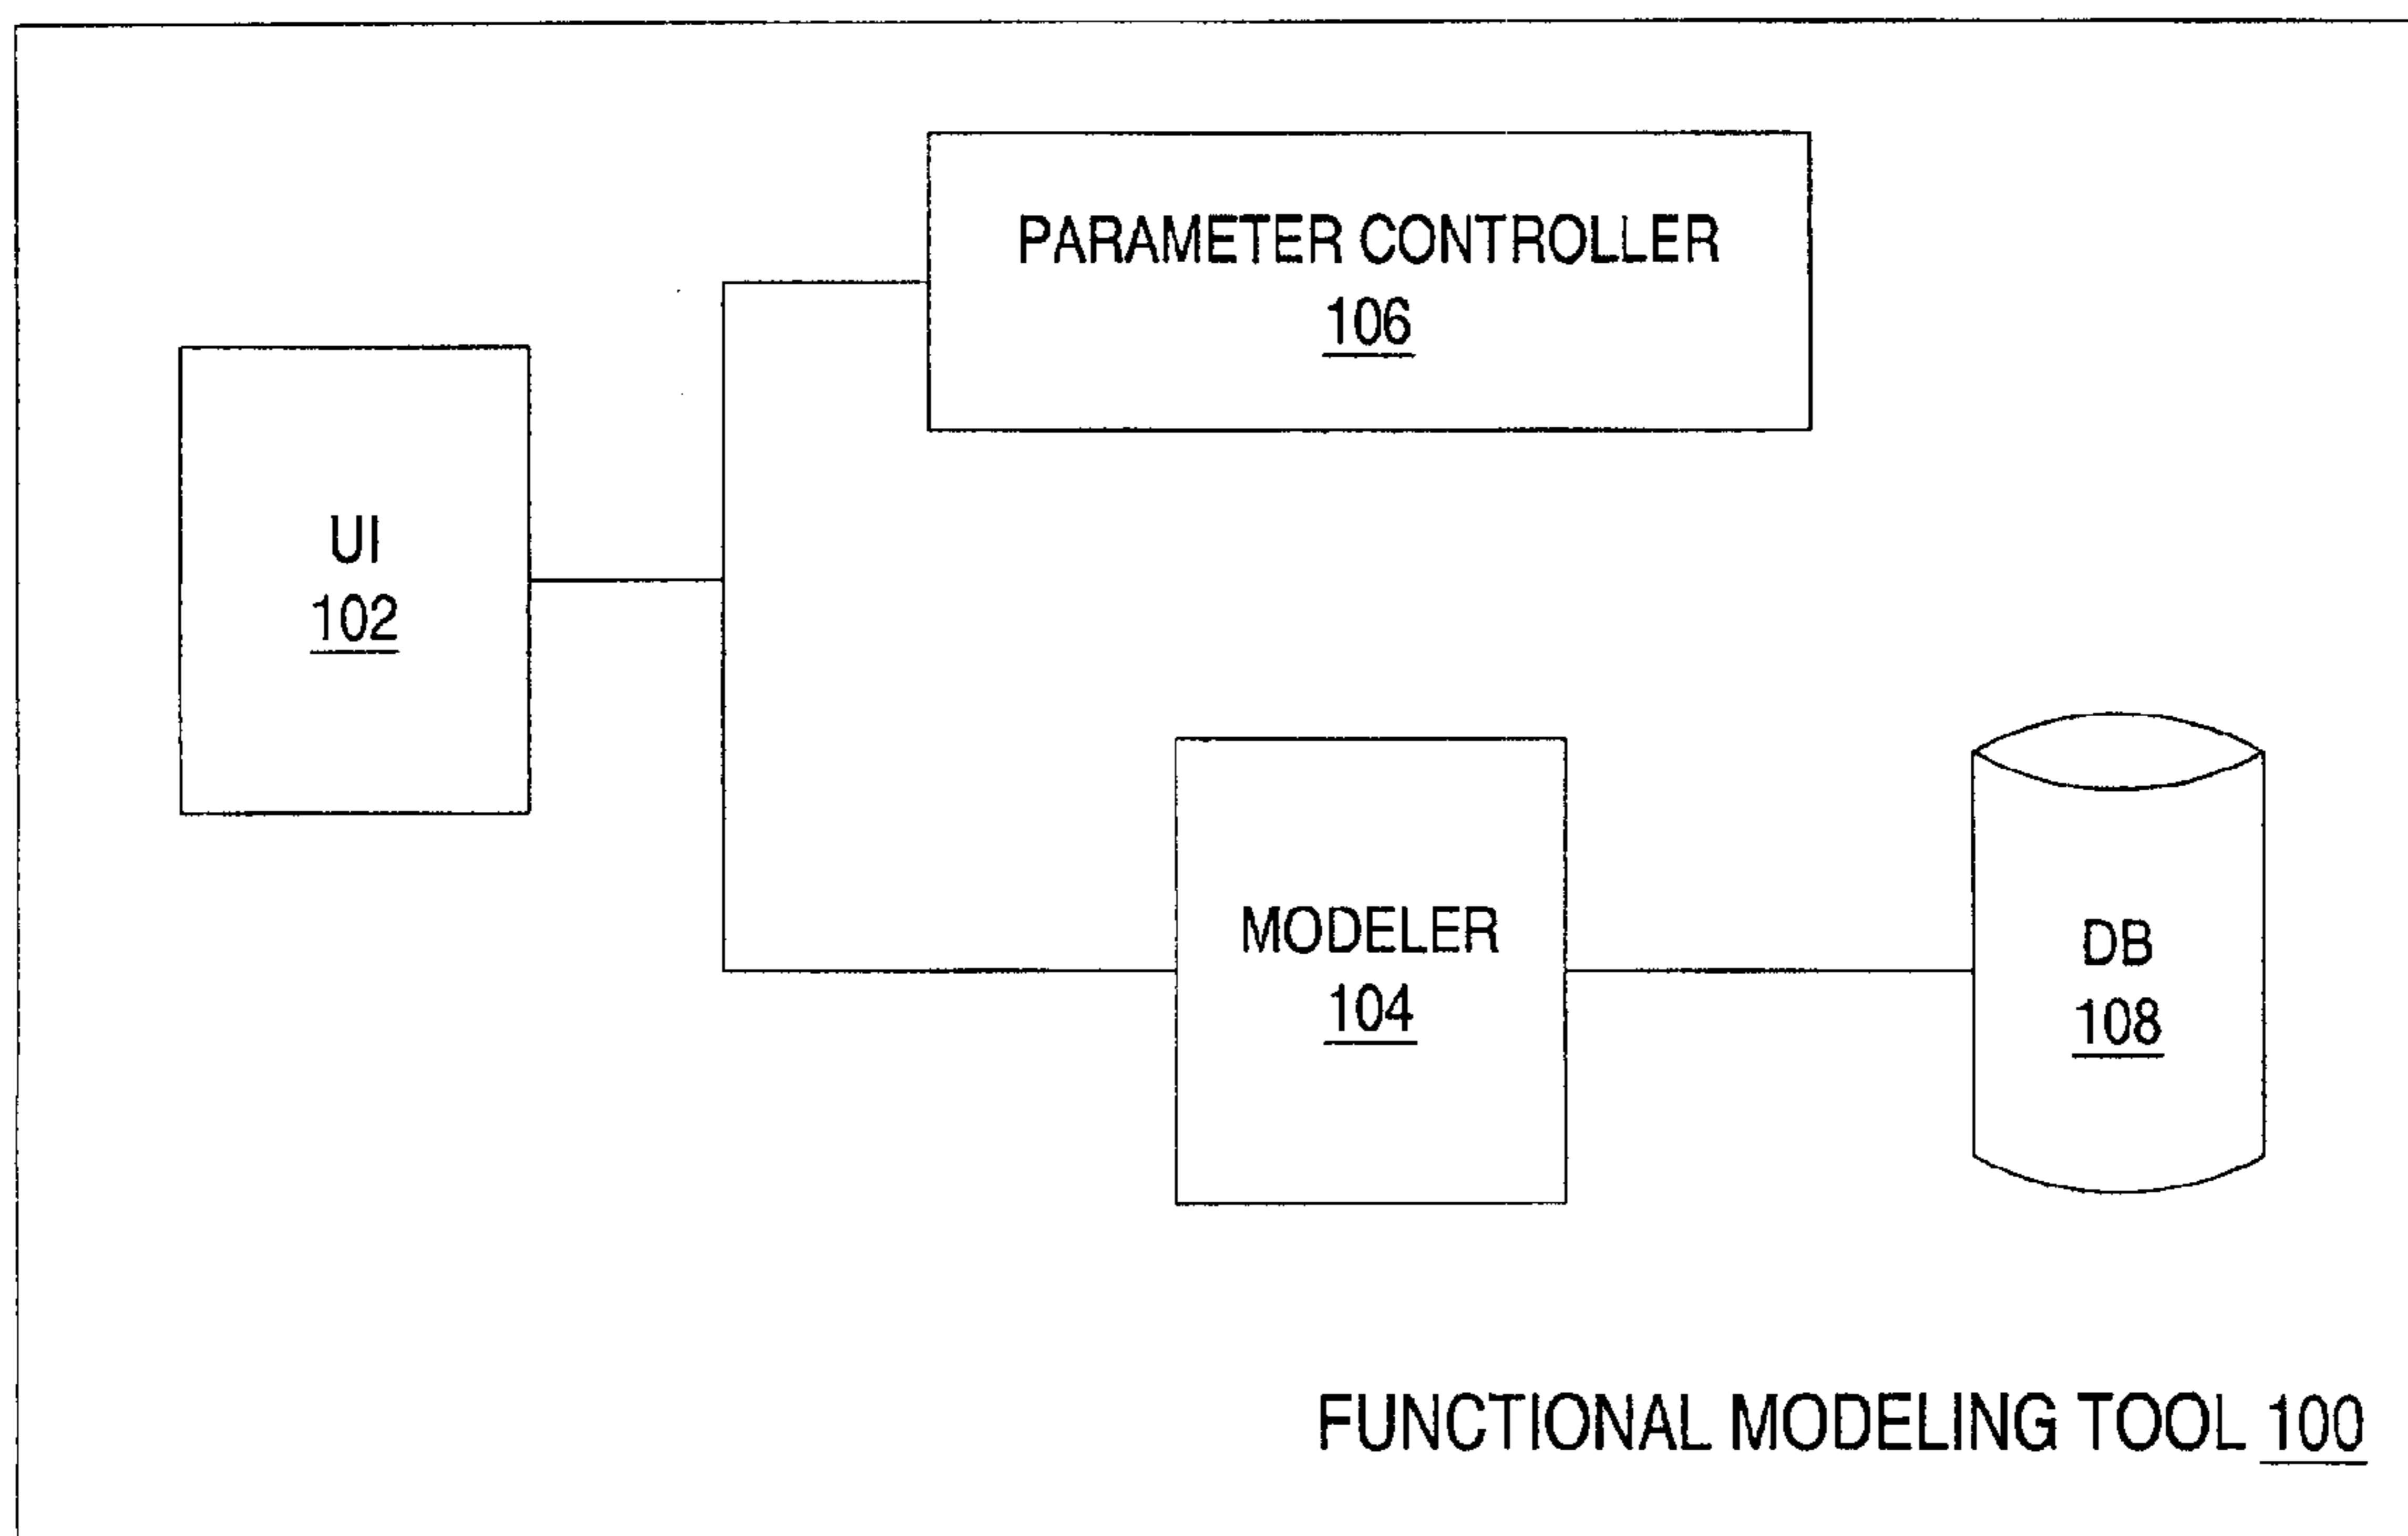 PARAMETER CONTROLLER
106
UI
102
MODELER
104
DB
108
FUNCTIONAL MODELING TOOL 100